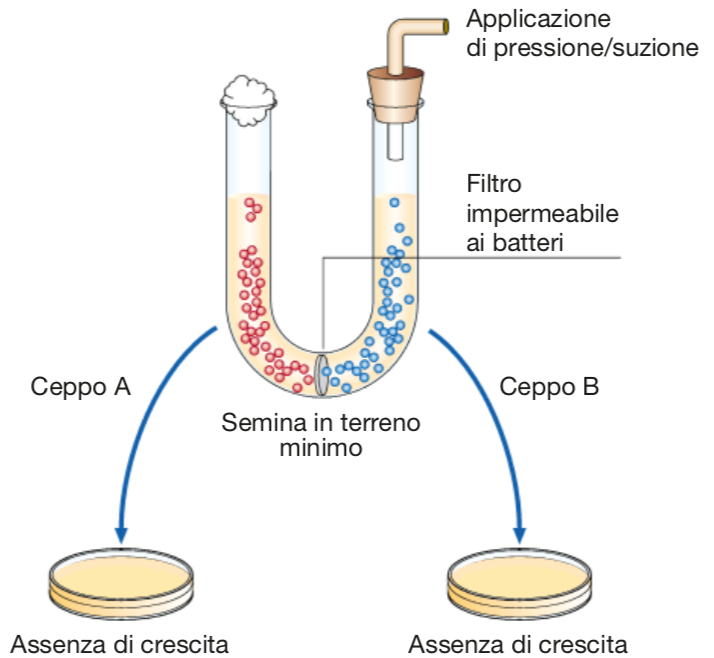 Applicazione
di pressione/suzione
Filtro
impermeabile
ai batteri
Ceppo A
Ceppo B
Semina in terreno
minimo
Assenza di crescita
Assenza di crescita